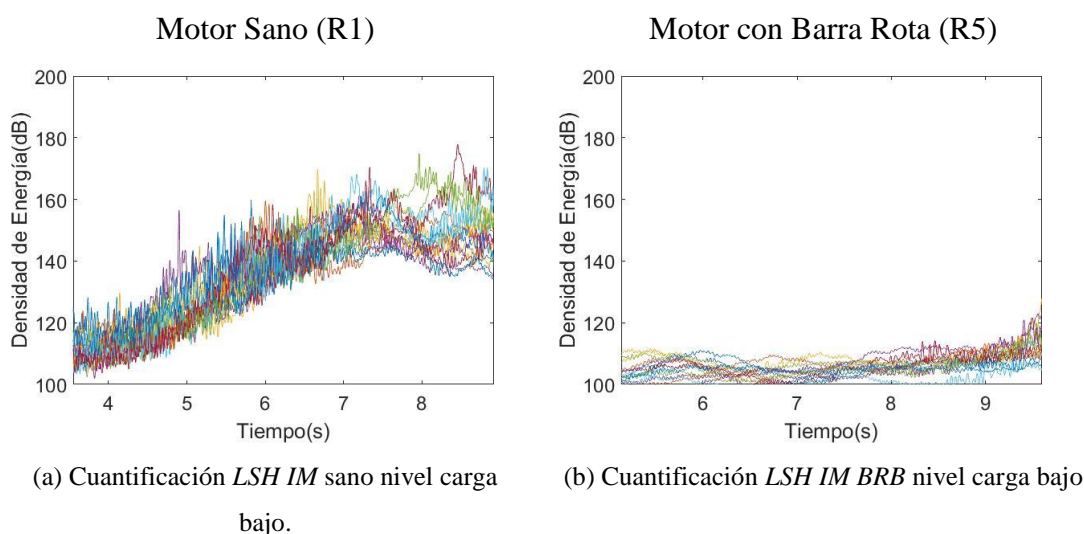 Motor Sano (R1)
Motor con Barra Rota (R5)
200
180
160
140
120
100
Densidad de Energía(dB)
4
5
6
7
8
Tiempo(s)
200
180
160
140
120
100
Densidad de Energía(dB)
6
7
8
9
Tiempo(s)
(a) Cuantificación LSH IM sano nivel carga
bajo.
(b) Cuantificación LSH IM BRB nivel carga bajo